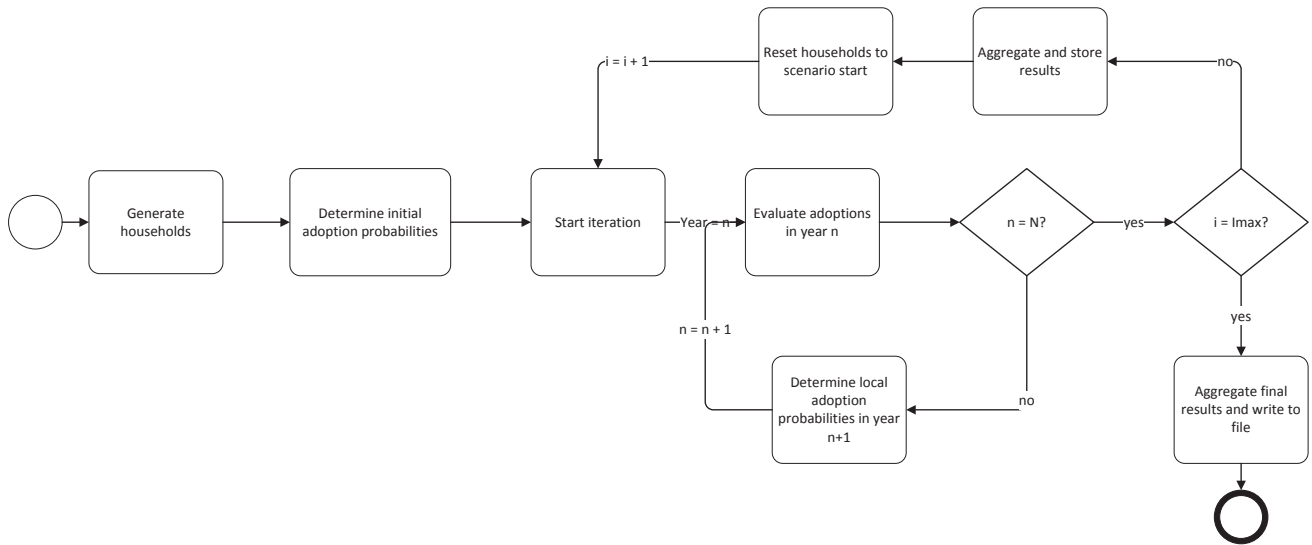 Reset households to
scenario start
Aggregate and store
results
i = i + 1
no
Generate
households
Determine initial
adoption probabilities
Start iteration
Year = n
Evaluate adoptions
in year n
n = N?
yes
i = Imax?
n = n + 1
yes
Determine local
adoption
probabilities in year
n+1
no
Aggregate final
results and write to
file